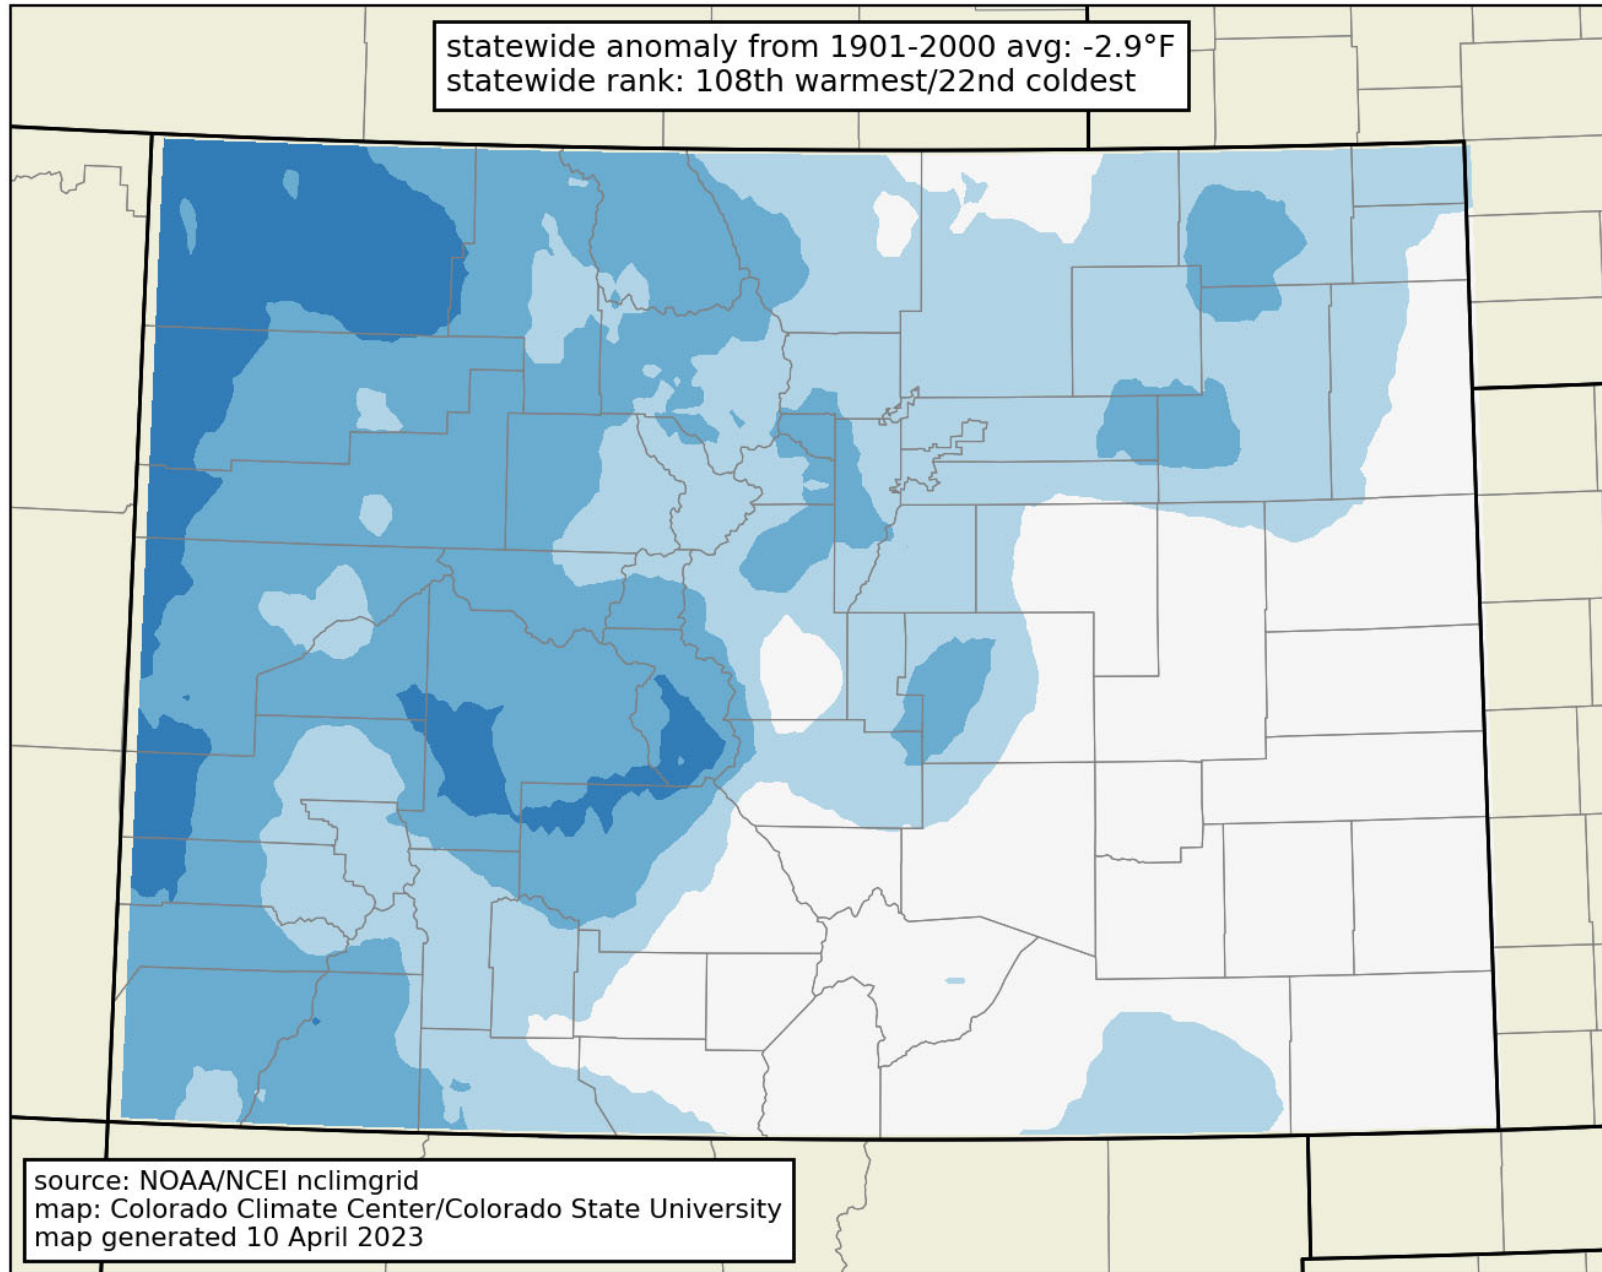 statewide anomaly from 1901-2000 avg: -2.9°F
statewide rank: 108th warmest/22nd coldest
source: NOAA/NCEI nclimgrid
map: Colorado Climate Center/Colorado State University
map generated 10 April 2023